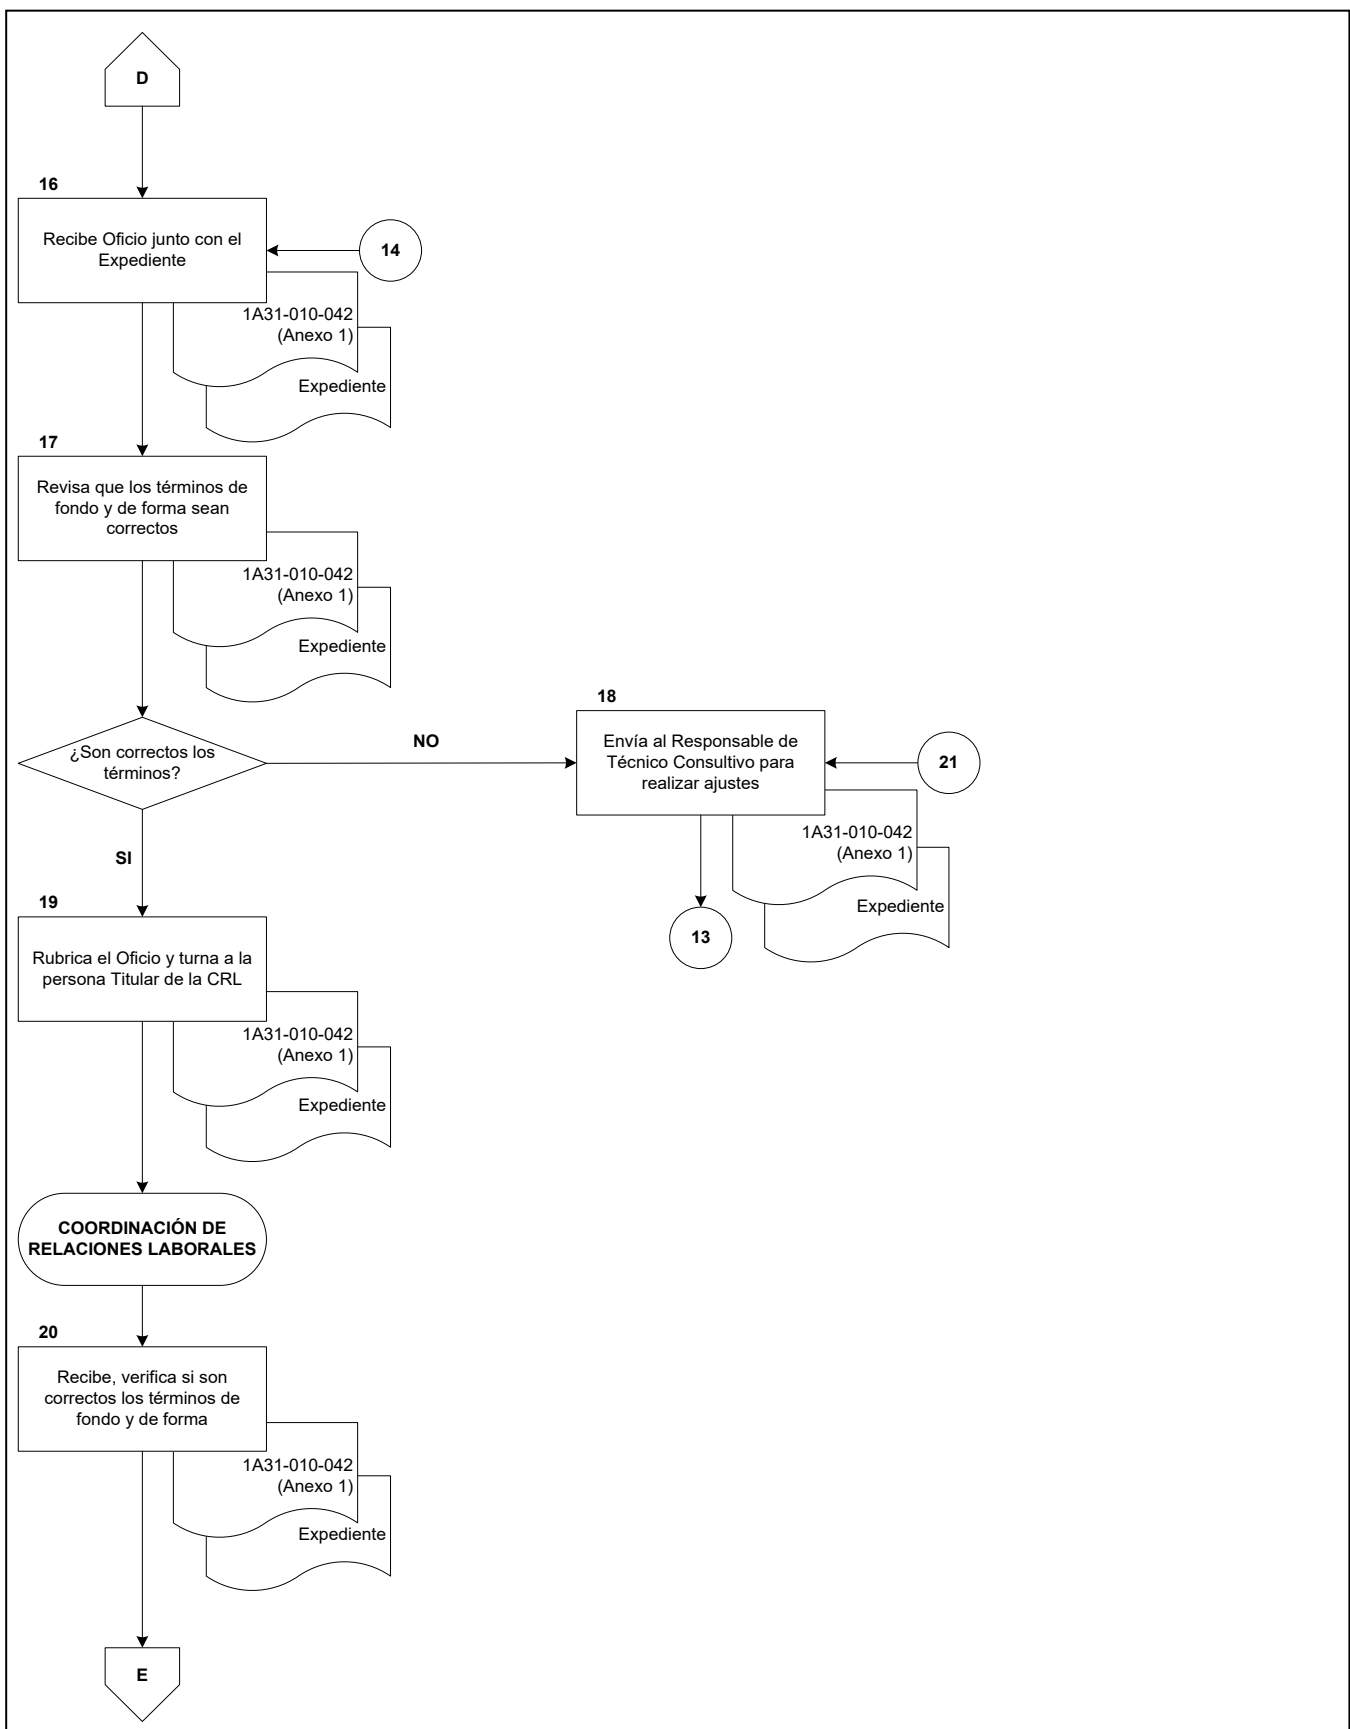 D
16
Recibe Oficio junto con el
Expediente
14
1A31-010-042
(Anexo 1)
Expediente
17
Revisa que los términos de
fondo y de forma sean
correctos
1A31-010-042
(Anexo 1)
Expediente
¿Son correctos los
términos?
NO
18
Envía al Responsable de
Técnico Consultivo para
realizar ajustes
21
1A31-010-042
(Anexo 1)
Expediente
13
SI
19
Rubrica el Oficio y turna a la
persona Titular de la CRL
1A31-010-042
(Anexo 1)
Expediente
COORDINACIÓN DE
RELACIONES LABORALES
20
Recibe, verifica si son
correctos los términos de
fondo y de forma
1A31-010-042
(Anexo 1)
Expediente
E